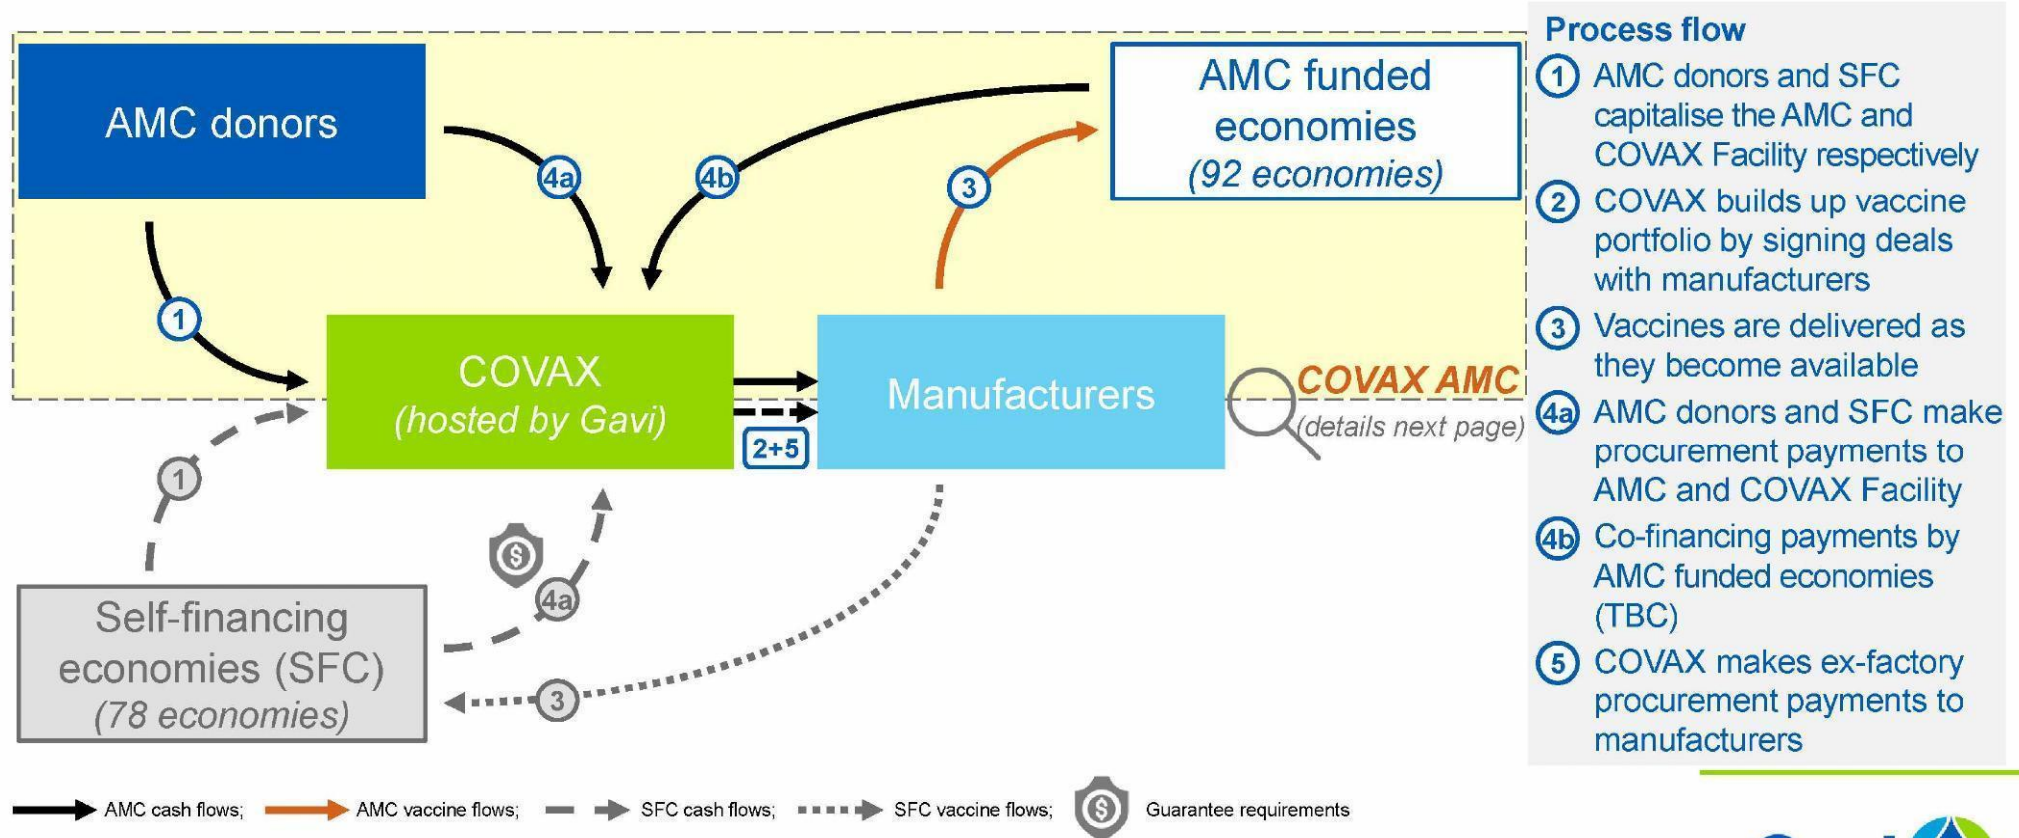 AMC donors
AMC funded
economies
(92 economies)
4a
4b
3
1
COVAX
(hosted by Gavi)
2+5
Manufacturers
COVAX AMC
(details next page)
1
$
4a
3
Self-financing
economies (SFC)
(78 economies)
Process flow
1 AMC donors and SFC
capitalise the AMC and
COVAX Facility respectively
2 COVAX builds up vaccine
portfolio by signing deals
with manufacturers
3 Vaccines are delivered as
they become available
4a AMC donors and SFC make
procurement payments to
AMC and COVAX Facility
4b Co-financing payments by
AMC funded economies
(TBC)
5 COVAX makes ex-factory
procurement payments to
manufacturers
AMC cash flows; AMC vaccine flows; SFC cash flows; SFC vaccine flows; $ Guarantee requirements